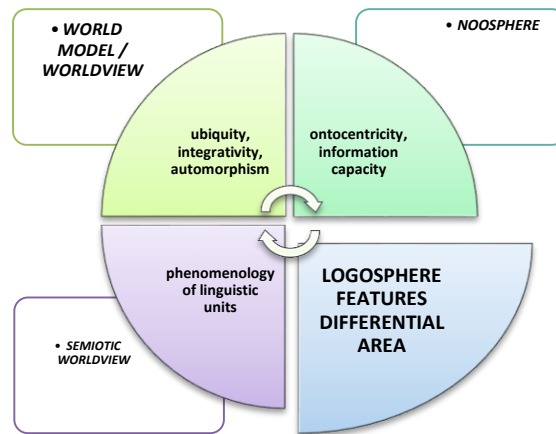 • WORLD
MODEL /
WORLDVIEW
• NOOSPHERE
ubiquity,
integrativity,
automorphism
ontocentricity,
information
capacity
phenomenology
of linguistic
units
LOGOSPHERE
FEATURES
DIFFERENTIAL
AREA
• SEMIOTIC
WORLDVIEW